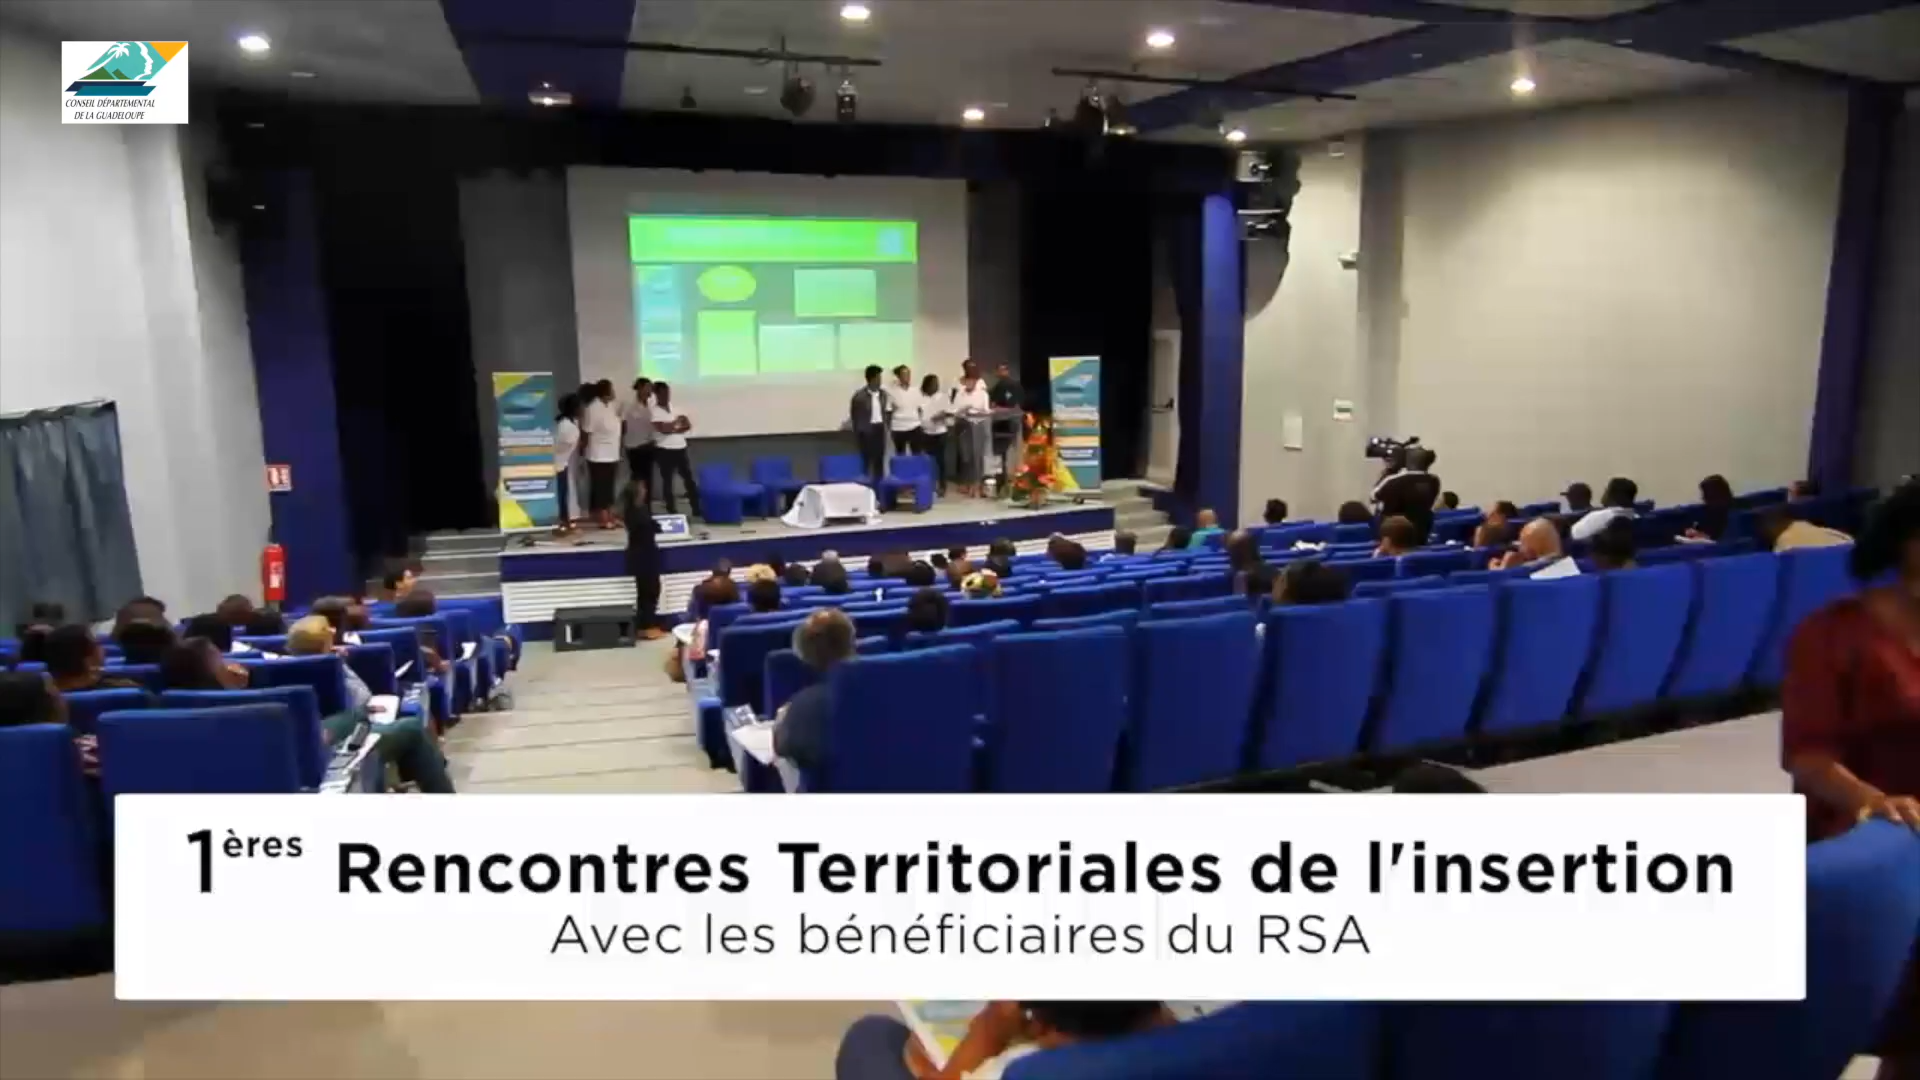 CONSEIL DÉPARTEMENTAL
DE LA GUADELOUPE
1ères Rencontres Territoriales de l'insertion
Avec les bénéficiaires du RSA